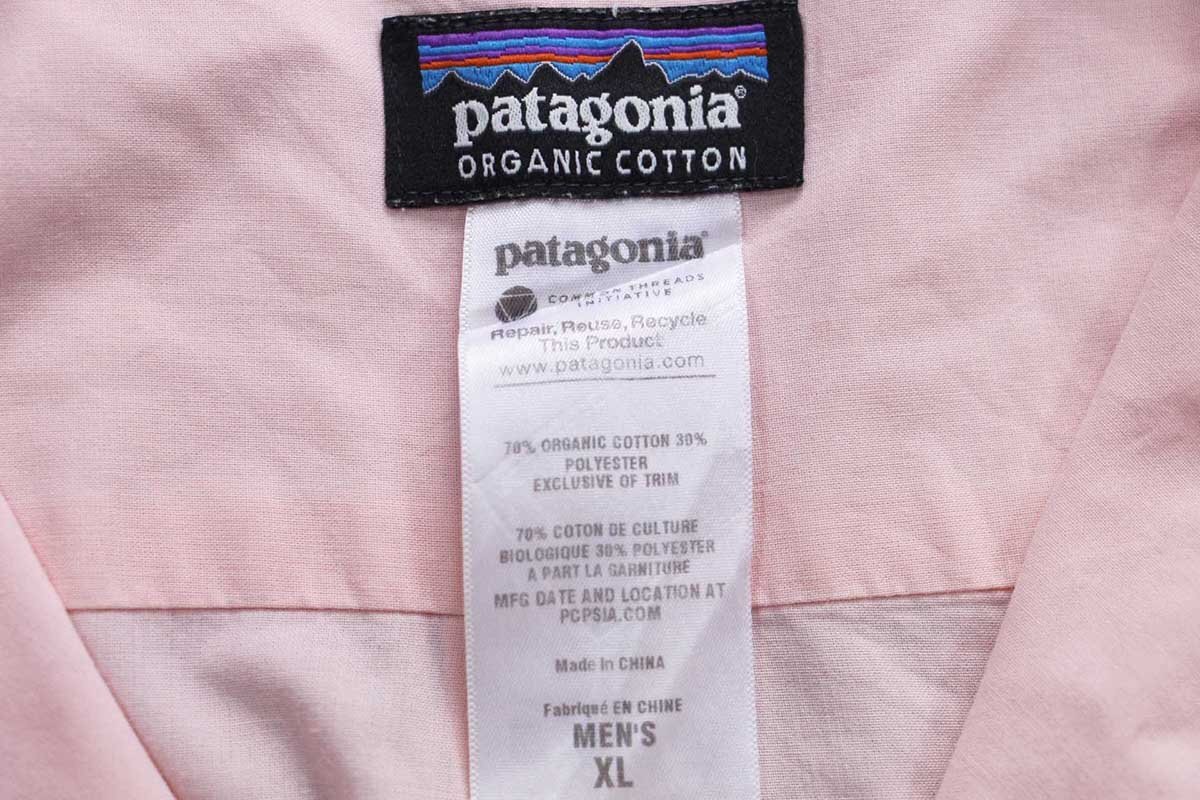 patagonia®
ORGANIC COTTON
patagonia®
COMMON THREADS
INITIATIVE
Repair, Reuse, Recycle
This Product
www.patagonia.com
70% ORGANIC COTTON 30%
POLYESTER
EXCLUSIVE OF TRIM
70% COTON DE CULTURE
BIOLOGIQUE 30% POLYESTER
A PART LA GARNITURE
MFG DATE AND LOCATION AT
PCPSIA.COM
Made in CHINA
Fabriqué EN CHINE
MEN'S
XL